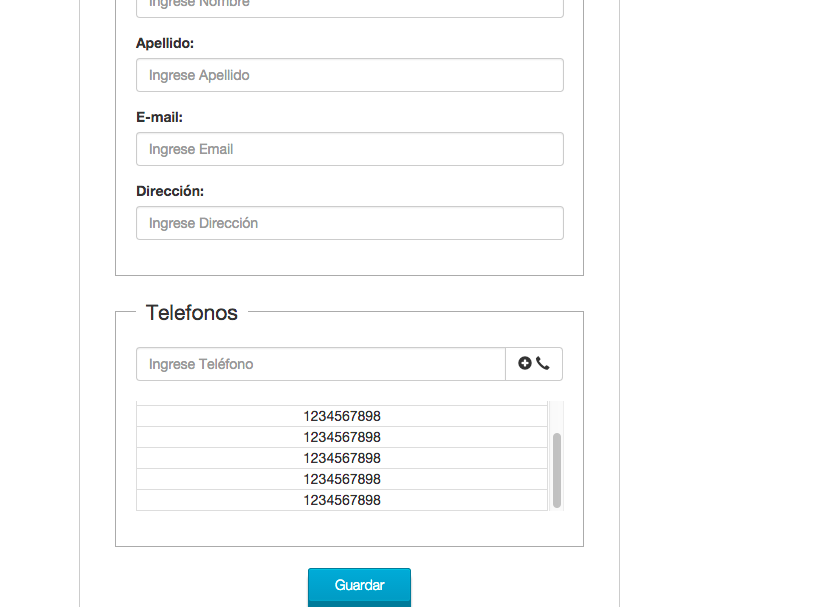 Ingrese Nombre
Apellido:
Ingrese Apellido
E-mail:
Ingrese Email
Dirección:
Ingrese Dirección
Telefonos
Ingrese Teléfono
1234567898
1234567898
1234567898
1234567898
1234567898
Guardar